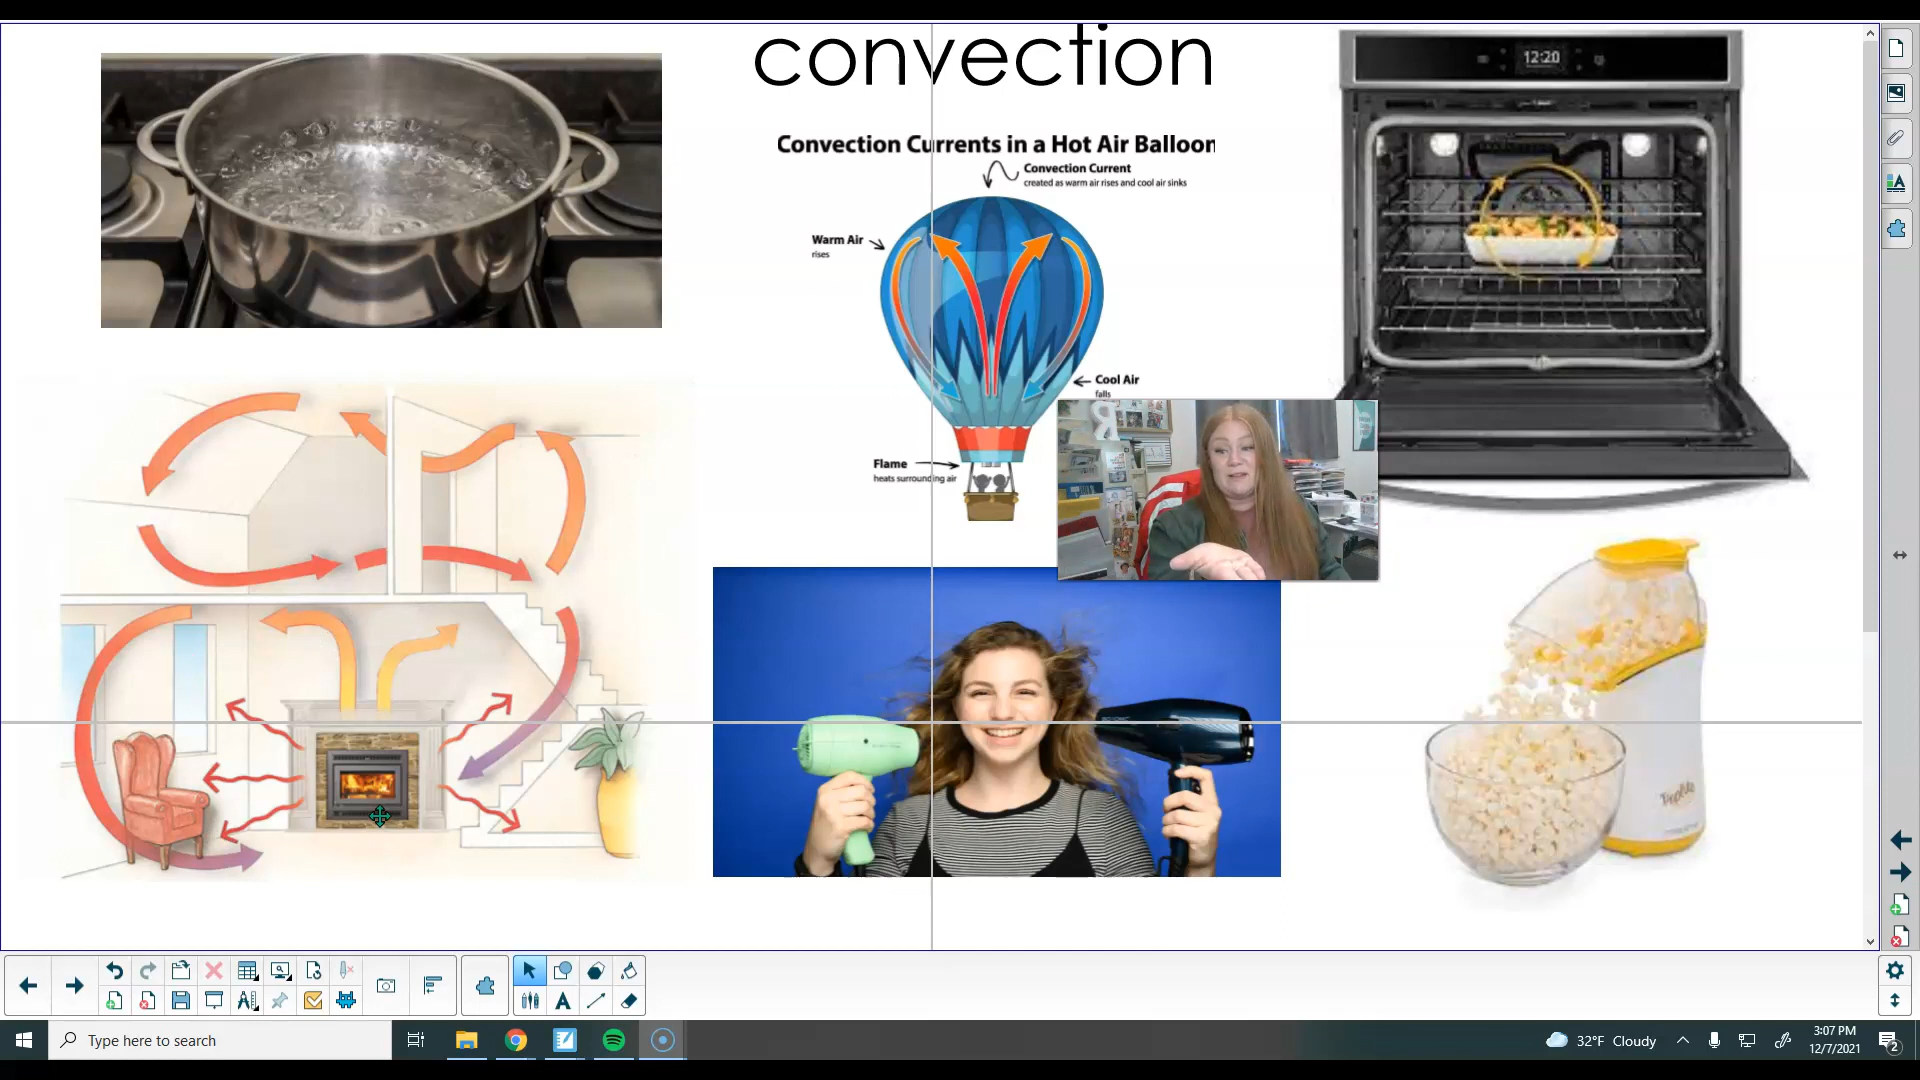 convection
12:20
Convection Currents in a Hot Air Balloon
Convection Current
created as warm air rises and cool air sinks
Warm Air
rises
Cool Air
falls
Flame
heats surrounding air
A
A
Type here to search
32°F Cloudy
3:07 PM
12/7/2021
2